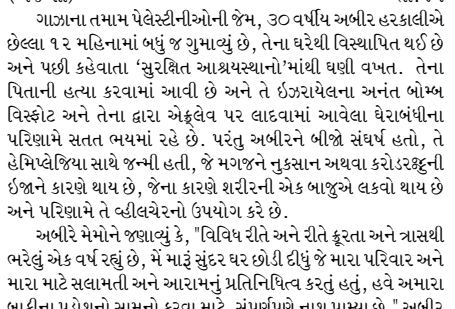 ગાઝાના તમામ પેલેસ્ટીનીઓની જેમ, ૩૦ વર્ષીય અબીર હરકાલીએ
છેલ્લા ૧૨ મહિનામાં બધું જ ગુમાવ્યું છે, તેના ઘરેથી વિસ્થાપિત થઈ છે
અને પછી કહેવાતા ‘સુરક્ષિત આશ્રયસ્થાનો’માંથી ઘણી વખત. તેના
પિતાની હત્યા કરવામાં આવી છે અને તે ઇઝરાયેલના અનંત બોમ્બ
વિસ્ફોટ અને તેના દ્વારા એન્ક્લેવ પર લાદવામાં આવેલા ઘેરાબંધીના
પરિણામે સતત ભયમાં રહે છે. પરંતુ અબીરને બીજો સંઘર્ષ હતો, તે
હેમિપ્લેજિયા સાથે જન્મી હતી, જે મગજને નુકસાન અથવા
ઇજાને કારણે થાય છે, જેના કારણે શરીરની એક બાજુએ લકવો થાય છે
અને પરિણામે તે વ્હીલચેરનો ઉપયોગ કરે છે.
અબીરે મેમોને જણાવ્યું કે, "વિવિધ રીતે અને રીતે ક્રૂરતા અને ત્રાસથી
ભરેલું એક વર્ષ રહ્યું છે, મેં મારું સુંદર ઘર છોડી દીધું જે મારા પરિવાર અને
મારા માટે સલામતી અને આરામનું પ્રતિનિધિત્વ કરતું હતું, હવે અમારા